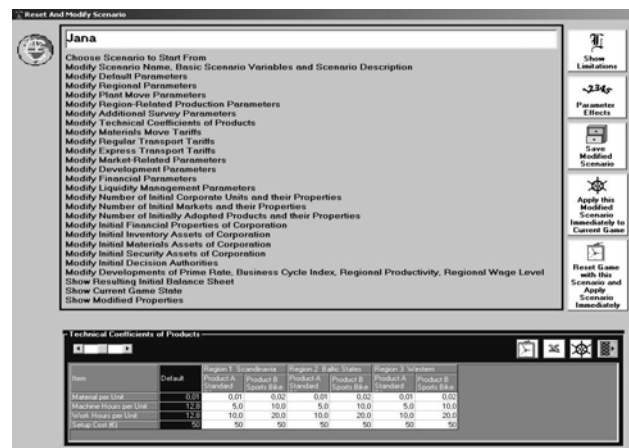 Reset And Modify Scenario
Jana
Choose Scenario to Start From
Modify Scenario Name, Basic Scenario Variables and Scenario Description
Modify Default Parameters
Modify Regional Parameters
Modify Plant Move Parameters
Modify Region-Related Production Parameters
Modify Additional Survey Parameters
Modify Technical Coefficients of Products
Modify Materials Move Tariffs
Modify Regular Transport Tariffs
Modify Express Transport Tariffs
Modify Market-Related Parameters
Modify Development Parameters
Modify Financial Parameters
Modify Liquidity Management Parameters
Modify Number of Initial Corporate Units and their Properties
Modify Number of Initial Markets and their Properties
Modify Number of Initially Adopted Products and their Properties
Modify Initial Financial Properties of Corporation
Modify Initial Inventory Assets of Corporation
Modify Initial Materials Assets of Corporation
Modify Initial Security Assets of Corporation
Modify Initial Decision Authorities
Modify Developments of Prime Rate, Business Cycle Index, Regional Productivity, Regional Wage Level
Show Resulting Initial Balance Sheet
Show Current Game State
Show Modified Properties
Show
Limitations
Parameter
Effects
Save
Modified
Scenario
Apply this
Modified
Scenario
Immediately to
Current Game
Reset Game
with this
Scenario and
Apply
Scenario
Immediately
Technical Coefficients of Products
Region 1 Scandinavia Region 2 Baltic States Region 3 Western
Item Default Product A Standard Product B Sports Bike Product A Standard Product B Sports Bike Product A Standard Product B Sports Bike
Material per Unit 0,01 0,01 0,02 0,01 0,02 0,01 0,02
Machine Hours per Unit 12,8 5,0 10,0 5,0 10,0 5,0 10,0
Work Hours per Unit 12,8 10,0 20,0 10,0 20,0 10,0 20,0
Setup Cost (€) 50 50 50 50 50 50 50